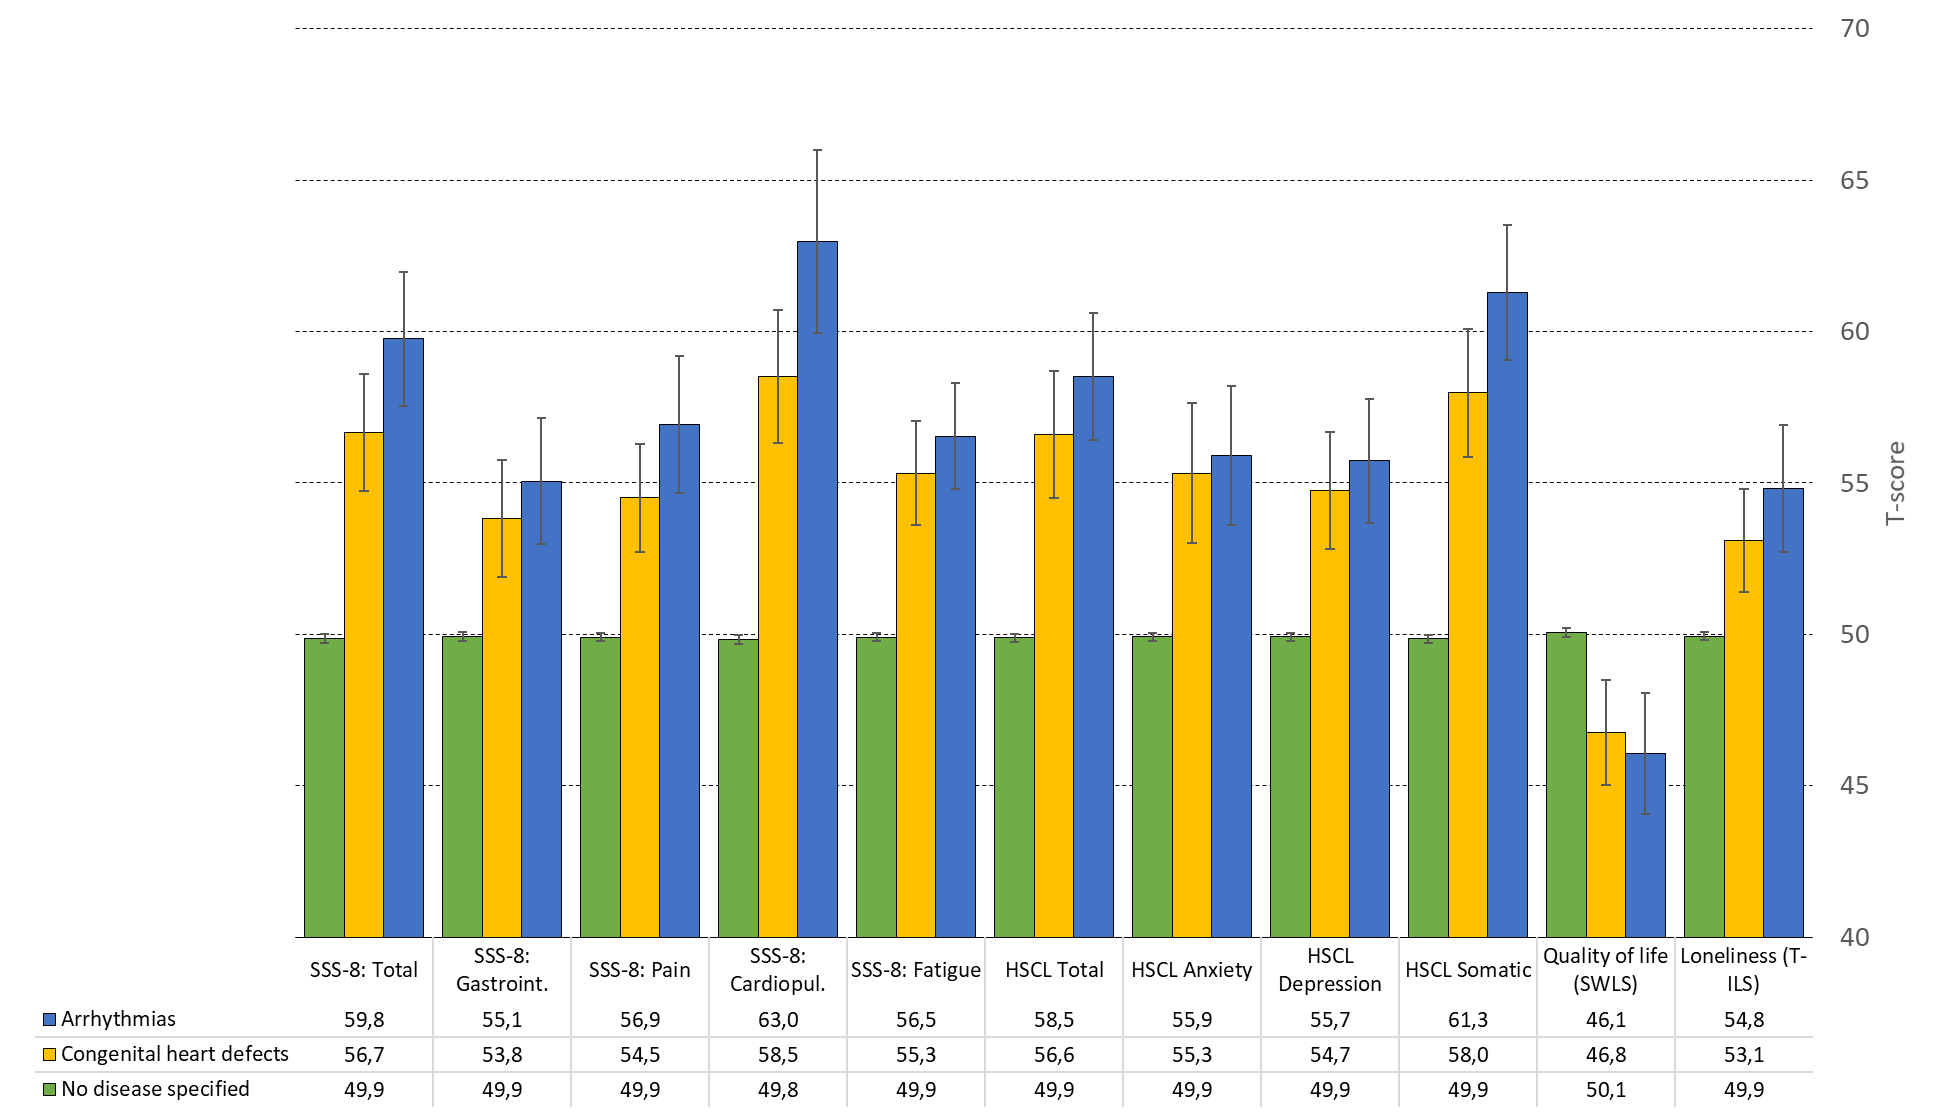 70
65
60
55
50
45
40
T-score
SSS-8: Total
SSS-8:
Gastroint.
SSS-8: Pain
SSS-8:
Cardiopul.
SSS-8: Fatigue
HSCL Total
HSCL Anxiety
HSCL
Depression
HSCL Somatic
Quality of life
(SWLS)
Loneliness (T-
ILS)
Arrhythmias 59,8 55,1 56,9 63,0 56,5 58,5 55,9 55,7 61,3 46,1 54,8
Congenital heart defects 56,7 53,8 54,5 58,5 55,3 56,6 55,3 54,7 58,0 46,8 53,1
No disease specified 49,9 49,9 49,9 49,8 49,9 49,9 49,9 49,9 49,9 50,1 49,9